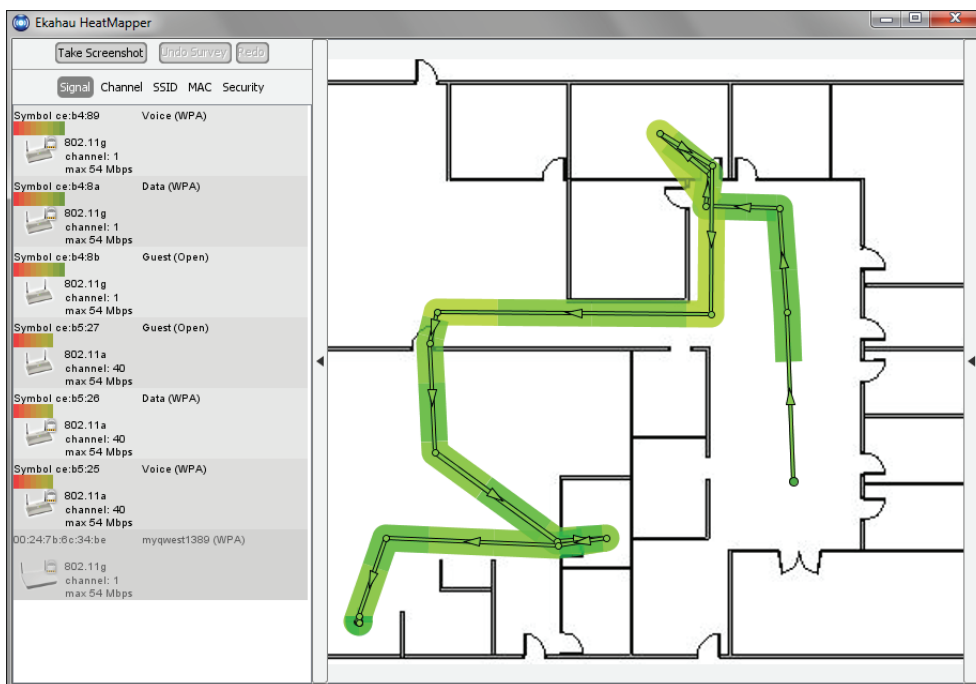 Ekahau HeatMapper
Take Screenshot Undo Survey Redo
Signal Channel SSID MAC Security
Symbol ce:b4:89 Voice (WPA)
802.11g
channel: 1
max 54 Mbps
Symbol ce:b4:8a Data (WPA)
802.11g
channel: 1
max 54 Mbps
Symbol ce:b4:8b Guest (Open)
802.11g
channel: 1
max 54 Mbps
Symbol ce:b5:27 Guest (Open)
802.11a
channel: 40
max 54 Mbps
Symbol ce:b5:26 Data (WPA)
802.11a
channel: 40
max 54 Mbps
Symbol ce:b5:25 Voice (WPA)
802.11a
channel: 40
max 54 Mbps
00:24:7b:6c:34:be myqwest1389 (WPA)
802.11g
channel: 1
max 54 Mbps